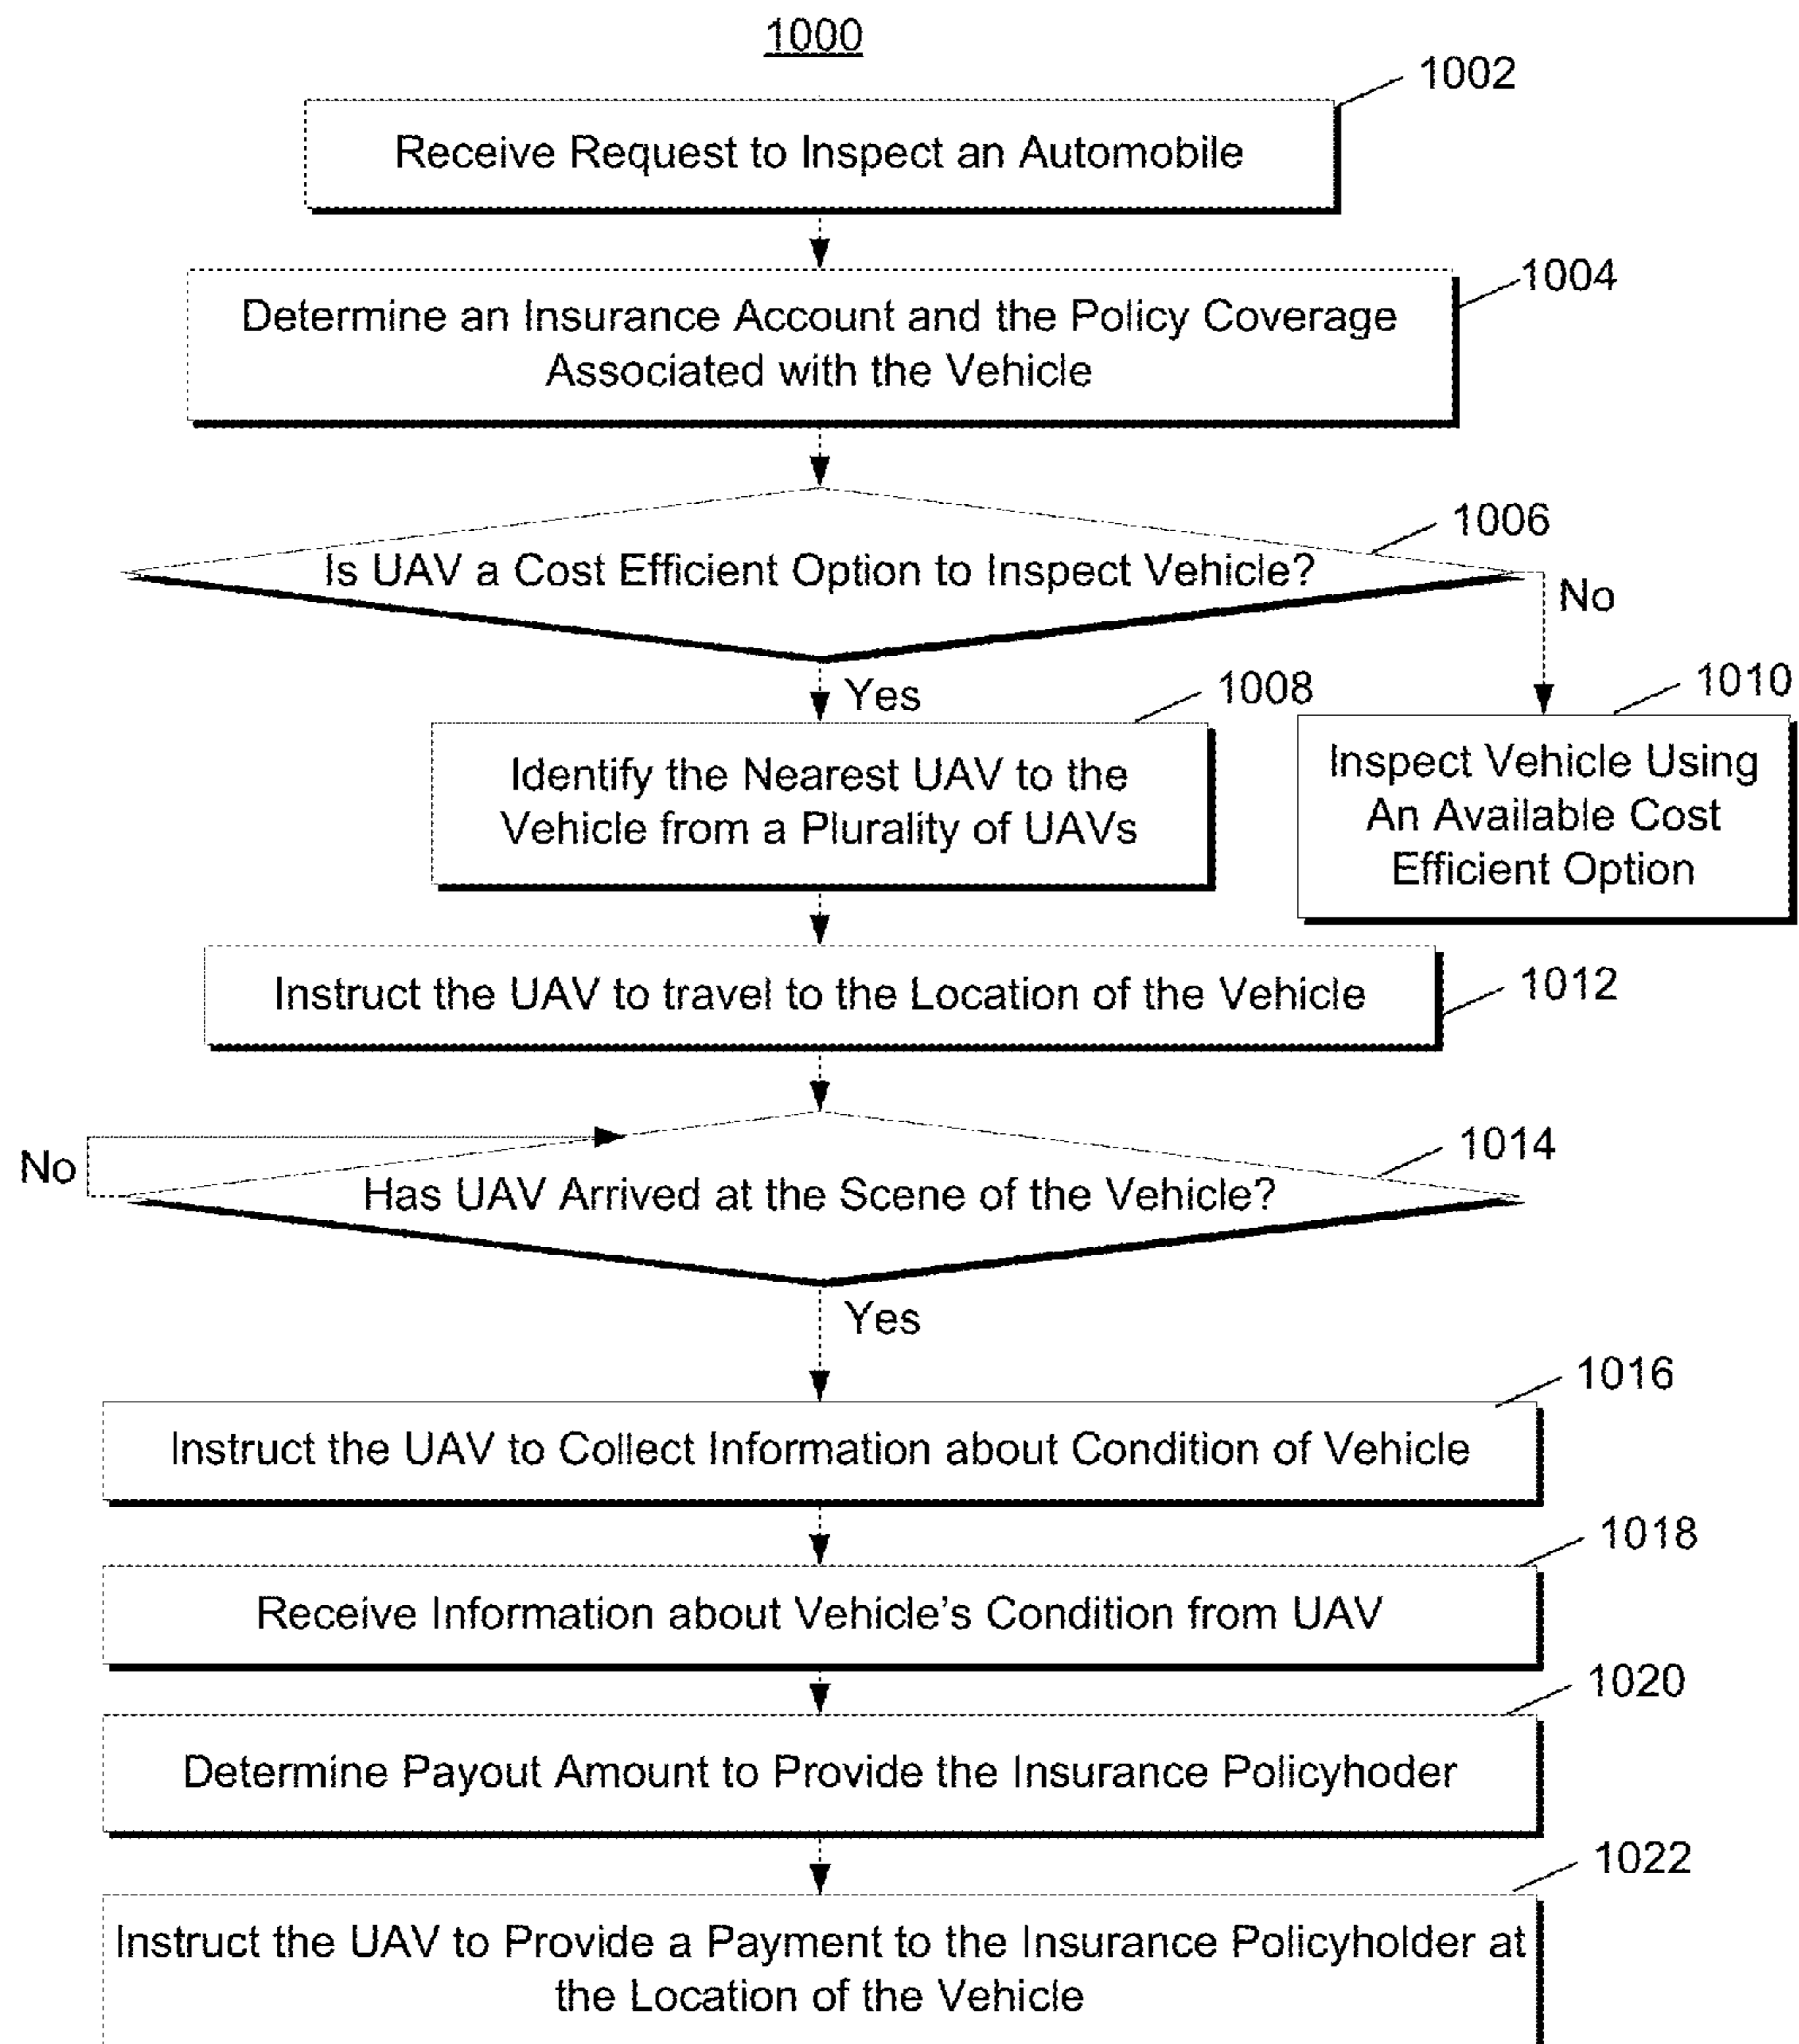 1000
1002
Receive Request to Inspect an Automobile
1004
Determine an Insurance Account and the Policy Coverage
Associated with the Vehicle
1006
Is UAV a Cost Efficient Option to Inspect Vehicle?
No
Yes
1008
1010
Identify the Nearest UAV to the
Vehicle from a Plurality of UAVs
Inspect Vehicle Using
An Available Cost
Efficient Option
Instruct the UAV to travel to the Location of the Vehicle
1012
No
1014
Has UAV Arrived at the Scene of the Vehicle?
Yes
1016
Instruct the UAV to Collect Information about Condition of Vehicle
1018
Receive Information about Vehicle's Condition from UAV
1020
Determine Payout Amount to Provide the Insurance Policyhoder
1022
Instruct the UAV to Provide a Payment to the Insurance Policyholder at
the Location of the Vehicle